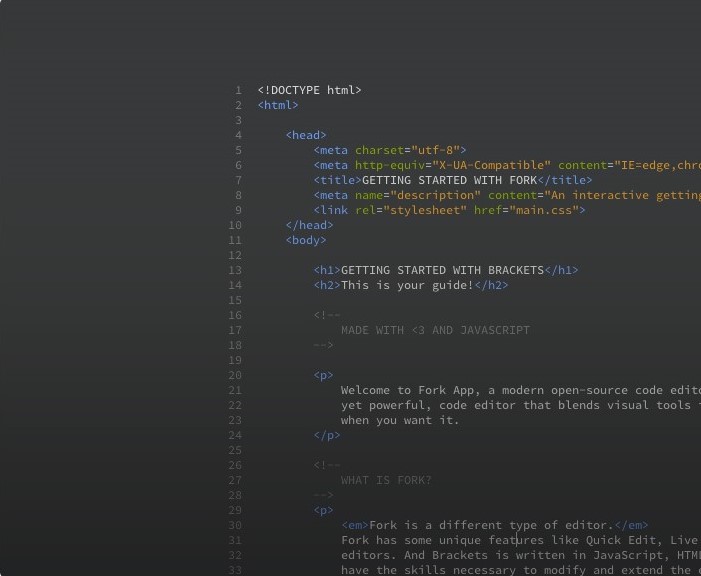 1 <!DOCTYPE html>
2 <html>
3
4 <head>
5 <meta charset="utf-8">
6 <meta http-equiv="X-UA-Compatible" content="IE=edge,chro
7 <title>GETTING STARTED WITH FORK</title>
8 <meta name="description" content="An interactive getting
9 <link rel="stylesheet" href="main.css">
10 </head>
11 <body>
12
13 <h1>GETTING STARTED WITH BRACKETS</h1>
14 <h2>This is your guide!</h2>
15
16 <!--
17 MADE WITH <3 AND JAVASCRIPT
18 -->
19
20 <p>
21 Welcome to Fork App, a modern open-source code edito
22 yet powerful, code editor that blends visual tools i
23 when you want it.
24 </p>
25
26 <!--
27 WHAT IS FORK?
28 -->
29 <p>
30 <em>Fork is a different type of editor.</em>
31 Fork has some unique features like Quick Edit, Live
32 editors. And Brackets is written in JavaScript, HTM
33 have the skills necessary to modify and extend the